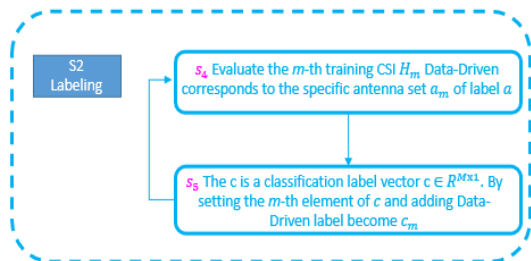 S2
Labeling
s₄ Evaluate the m-th training CSI Hₘ Data-Driven
corresponds to the specific antenna set aₘ of label a
s₅ The c is a classification label vector c ∈ Rᴹˣ¹. By
setting the m-th element of c and adding Data-
Driven label become cₘ